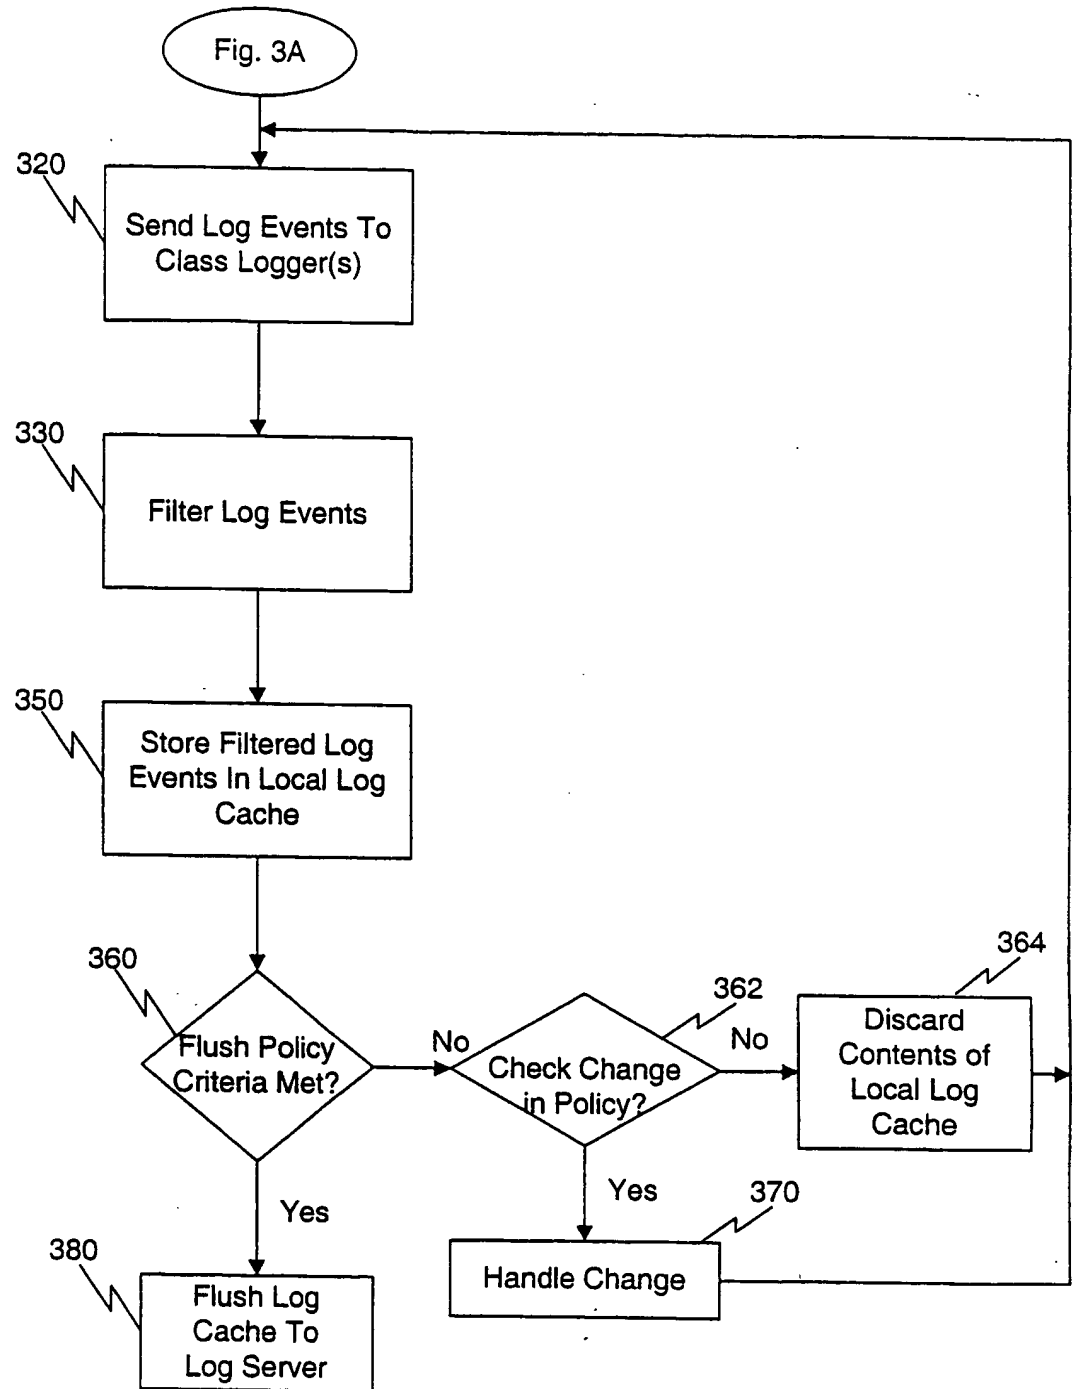 Fig. 3A
320
Send Log Events To
Class Logger(s)
330
Filter Log Events
350
Store Filtered Log
Events In Local Log
Cache
360
Flush Policy
Criteria Met?
No
362
Check Change
in Policy?
No
364
Discard
Contents of
Local Log
Cache
Yes
370
Handle Change
Yes
380
Flush Log
Cache To
Log Server